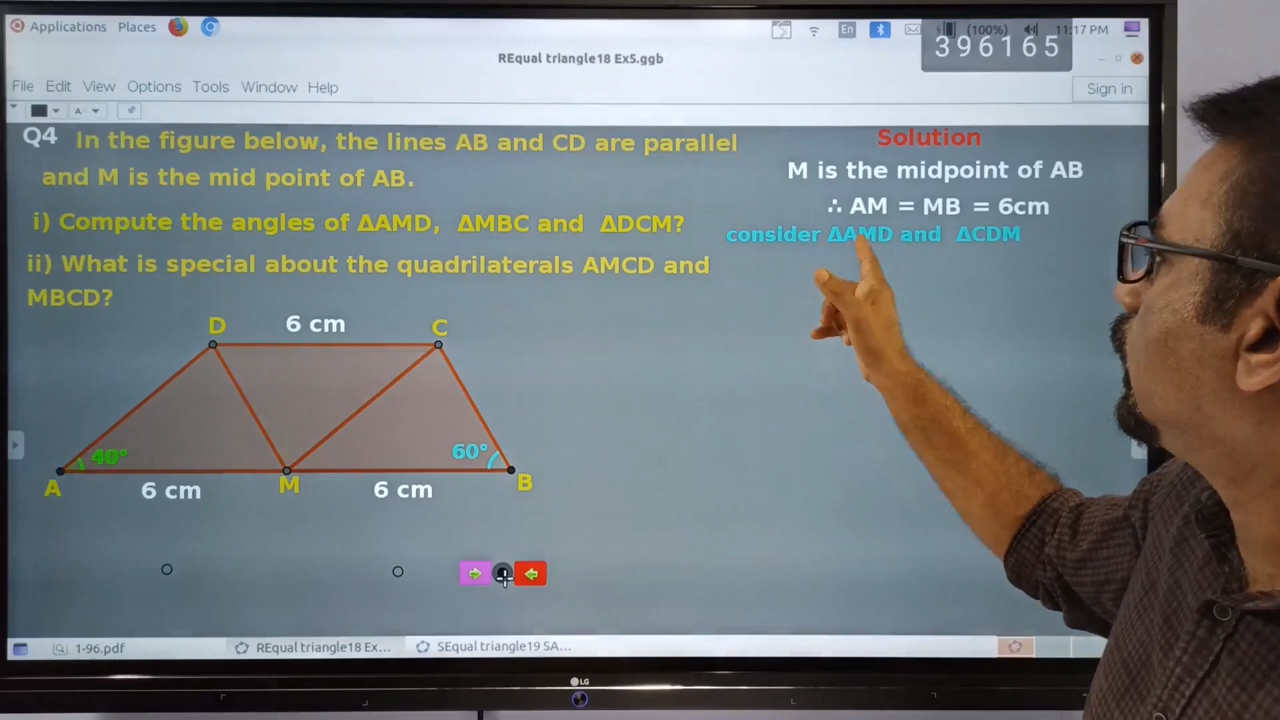 Applications Places En (100%) 11:17 PM
396165
REqual triangle18 Ex5.ggb
File Edit View Options Tools Window Help Sign in
Q4 In the figure below, the lines AB and CD are parallel
and M is the mid point of AB.
i) Compute the angles of ΔAMD, ΔMBC and ΔDCM?
ii) What is special about the quadrilaterals AMCD and
MBCD?
Solution
M is the midpoint of AB
∴ AM = MB = 6cm
consider ΔAMD and ΔCDM
D 6 cm C
40° 60°
A 6 cm M 6 cm B
1-96.pdf REqual triangle18 Ex... SEqual triangle19 SA...
LG